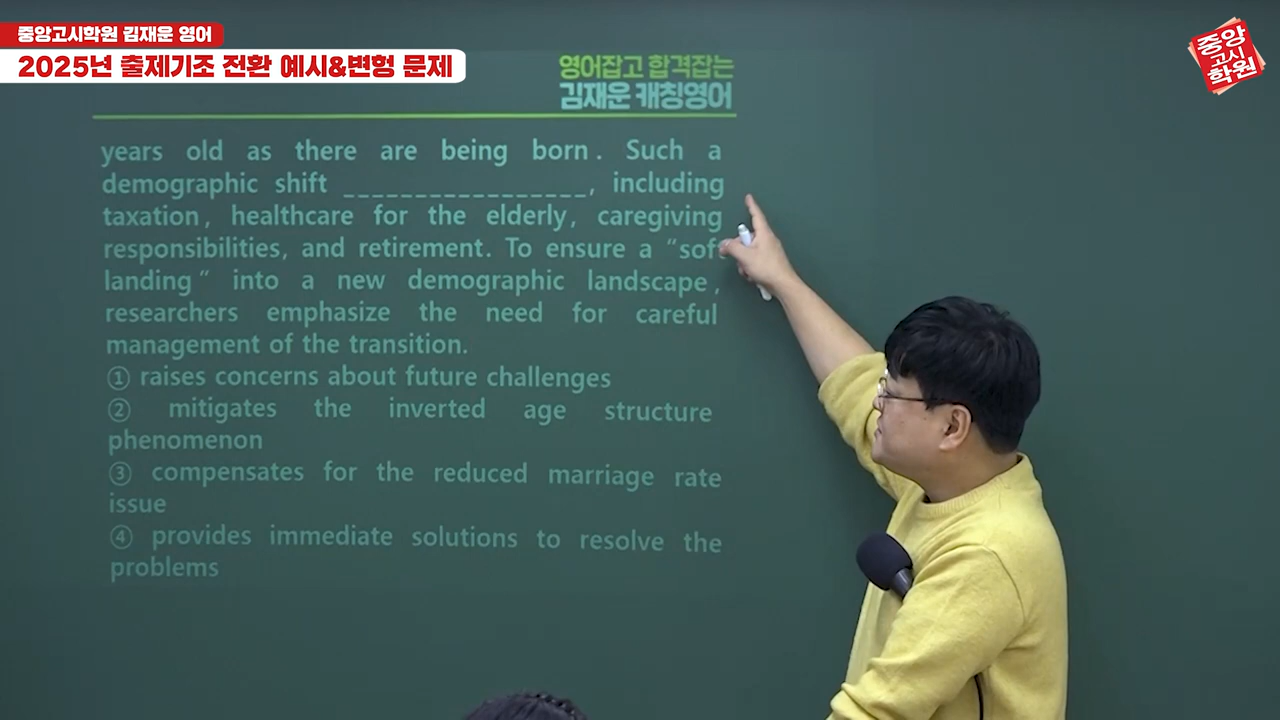 중앙고시학원 김재운 영어
2025년 출제기조 전환 예시&변형 문제
중앙
고시
학원
영어잡고 합격잡는
김재운 캐칭영어
years old as there are being born. Such a
demographic shift _________________, including
taxation, healthcare for the elderly, caregiving
responsibilities, and retirement. To ensure a “soft
landing” into a new demographic landscape,
researchers emphasize the need for careful
management of the transition.
① raises concerns about future challenges
② mitigates the inverted age structure
phenomenon
③ compensates for the reduced marriage rate
issue
④ provides immediate solutions to resolve the
problems